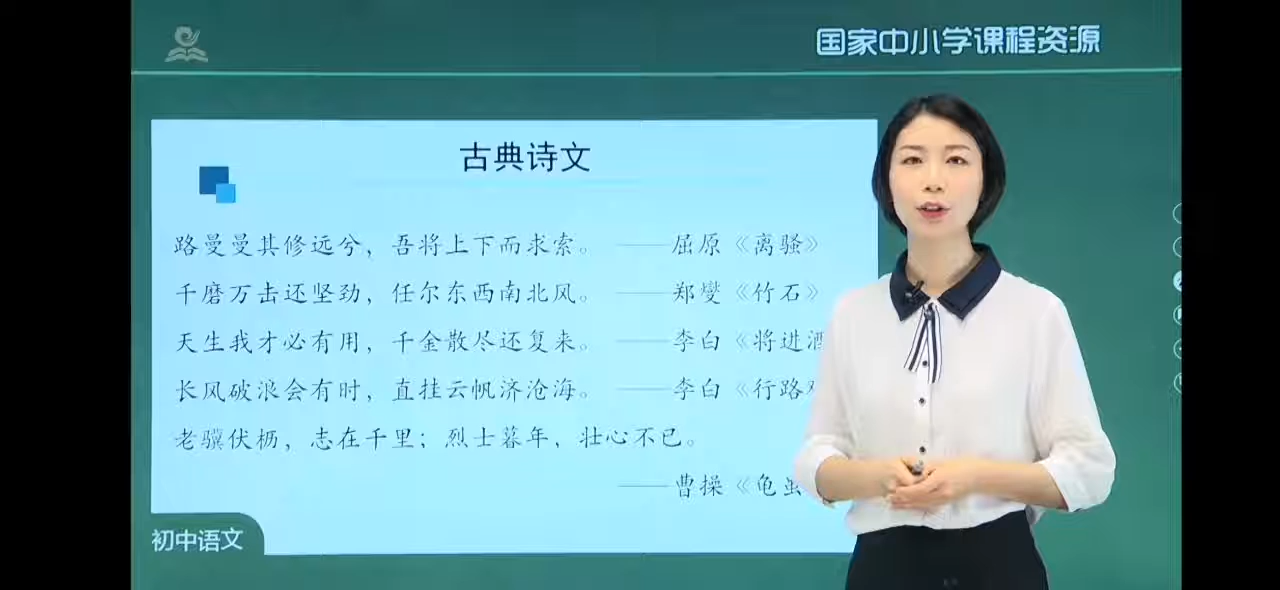 国家中小学课程资源
古典诗文
路曼曼其修远兮，吾将上下而求索。 ——屈原《离骚》
千磨万击还坚劲，任尔东西南北风。 ——郑燮《竹石》
天生我才必有用，千金散尽还复来。 ——李白《将进酒
长风破浪会有时，直挂云帆济沧海。 ——李白《行路
老骥伏枥，志在千里；烈士暮年，壮心不已。
——曹操《龟虽
初中语文